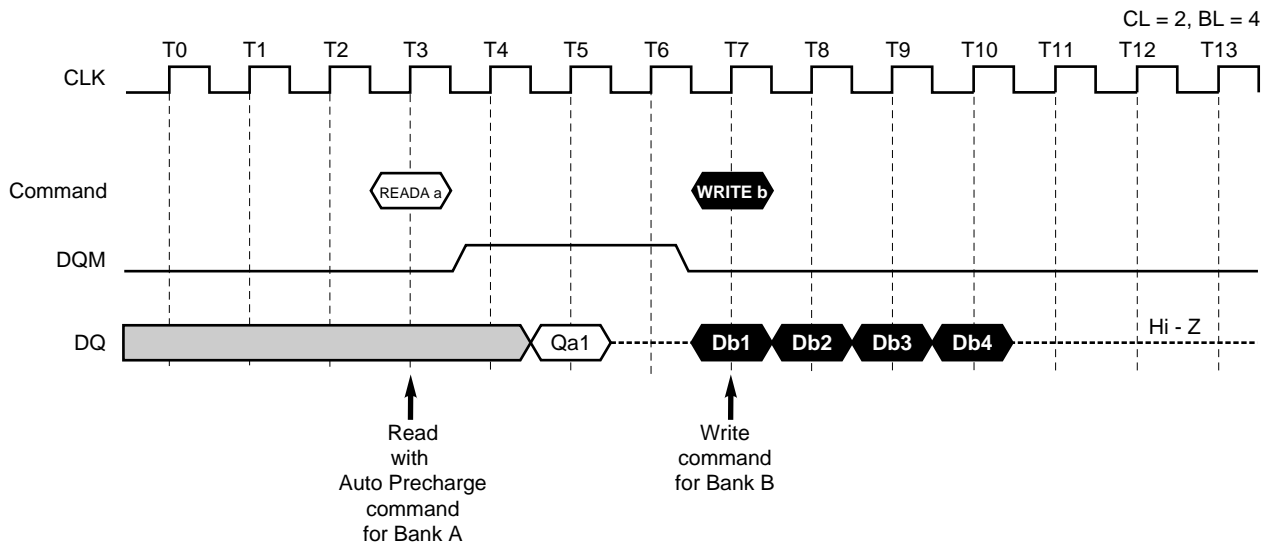 CL = 2, BL = 4
T0 T1 T2 T3 T4 T5 T6 T7 T8 T9 T10 T11 T12 T13
CLK
Command READA a WRITE b
DQM
DQ Qa1 Db1 Db2 Db3 Db4 Hi - Z
Read
with
Auto Precharge
command
for Bank A
Write
command
for Bank B